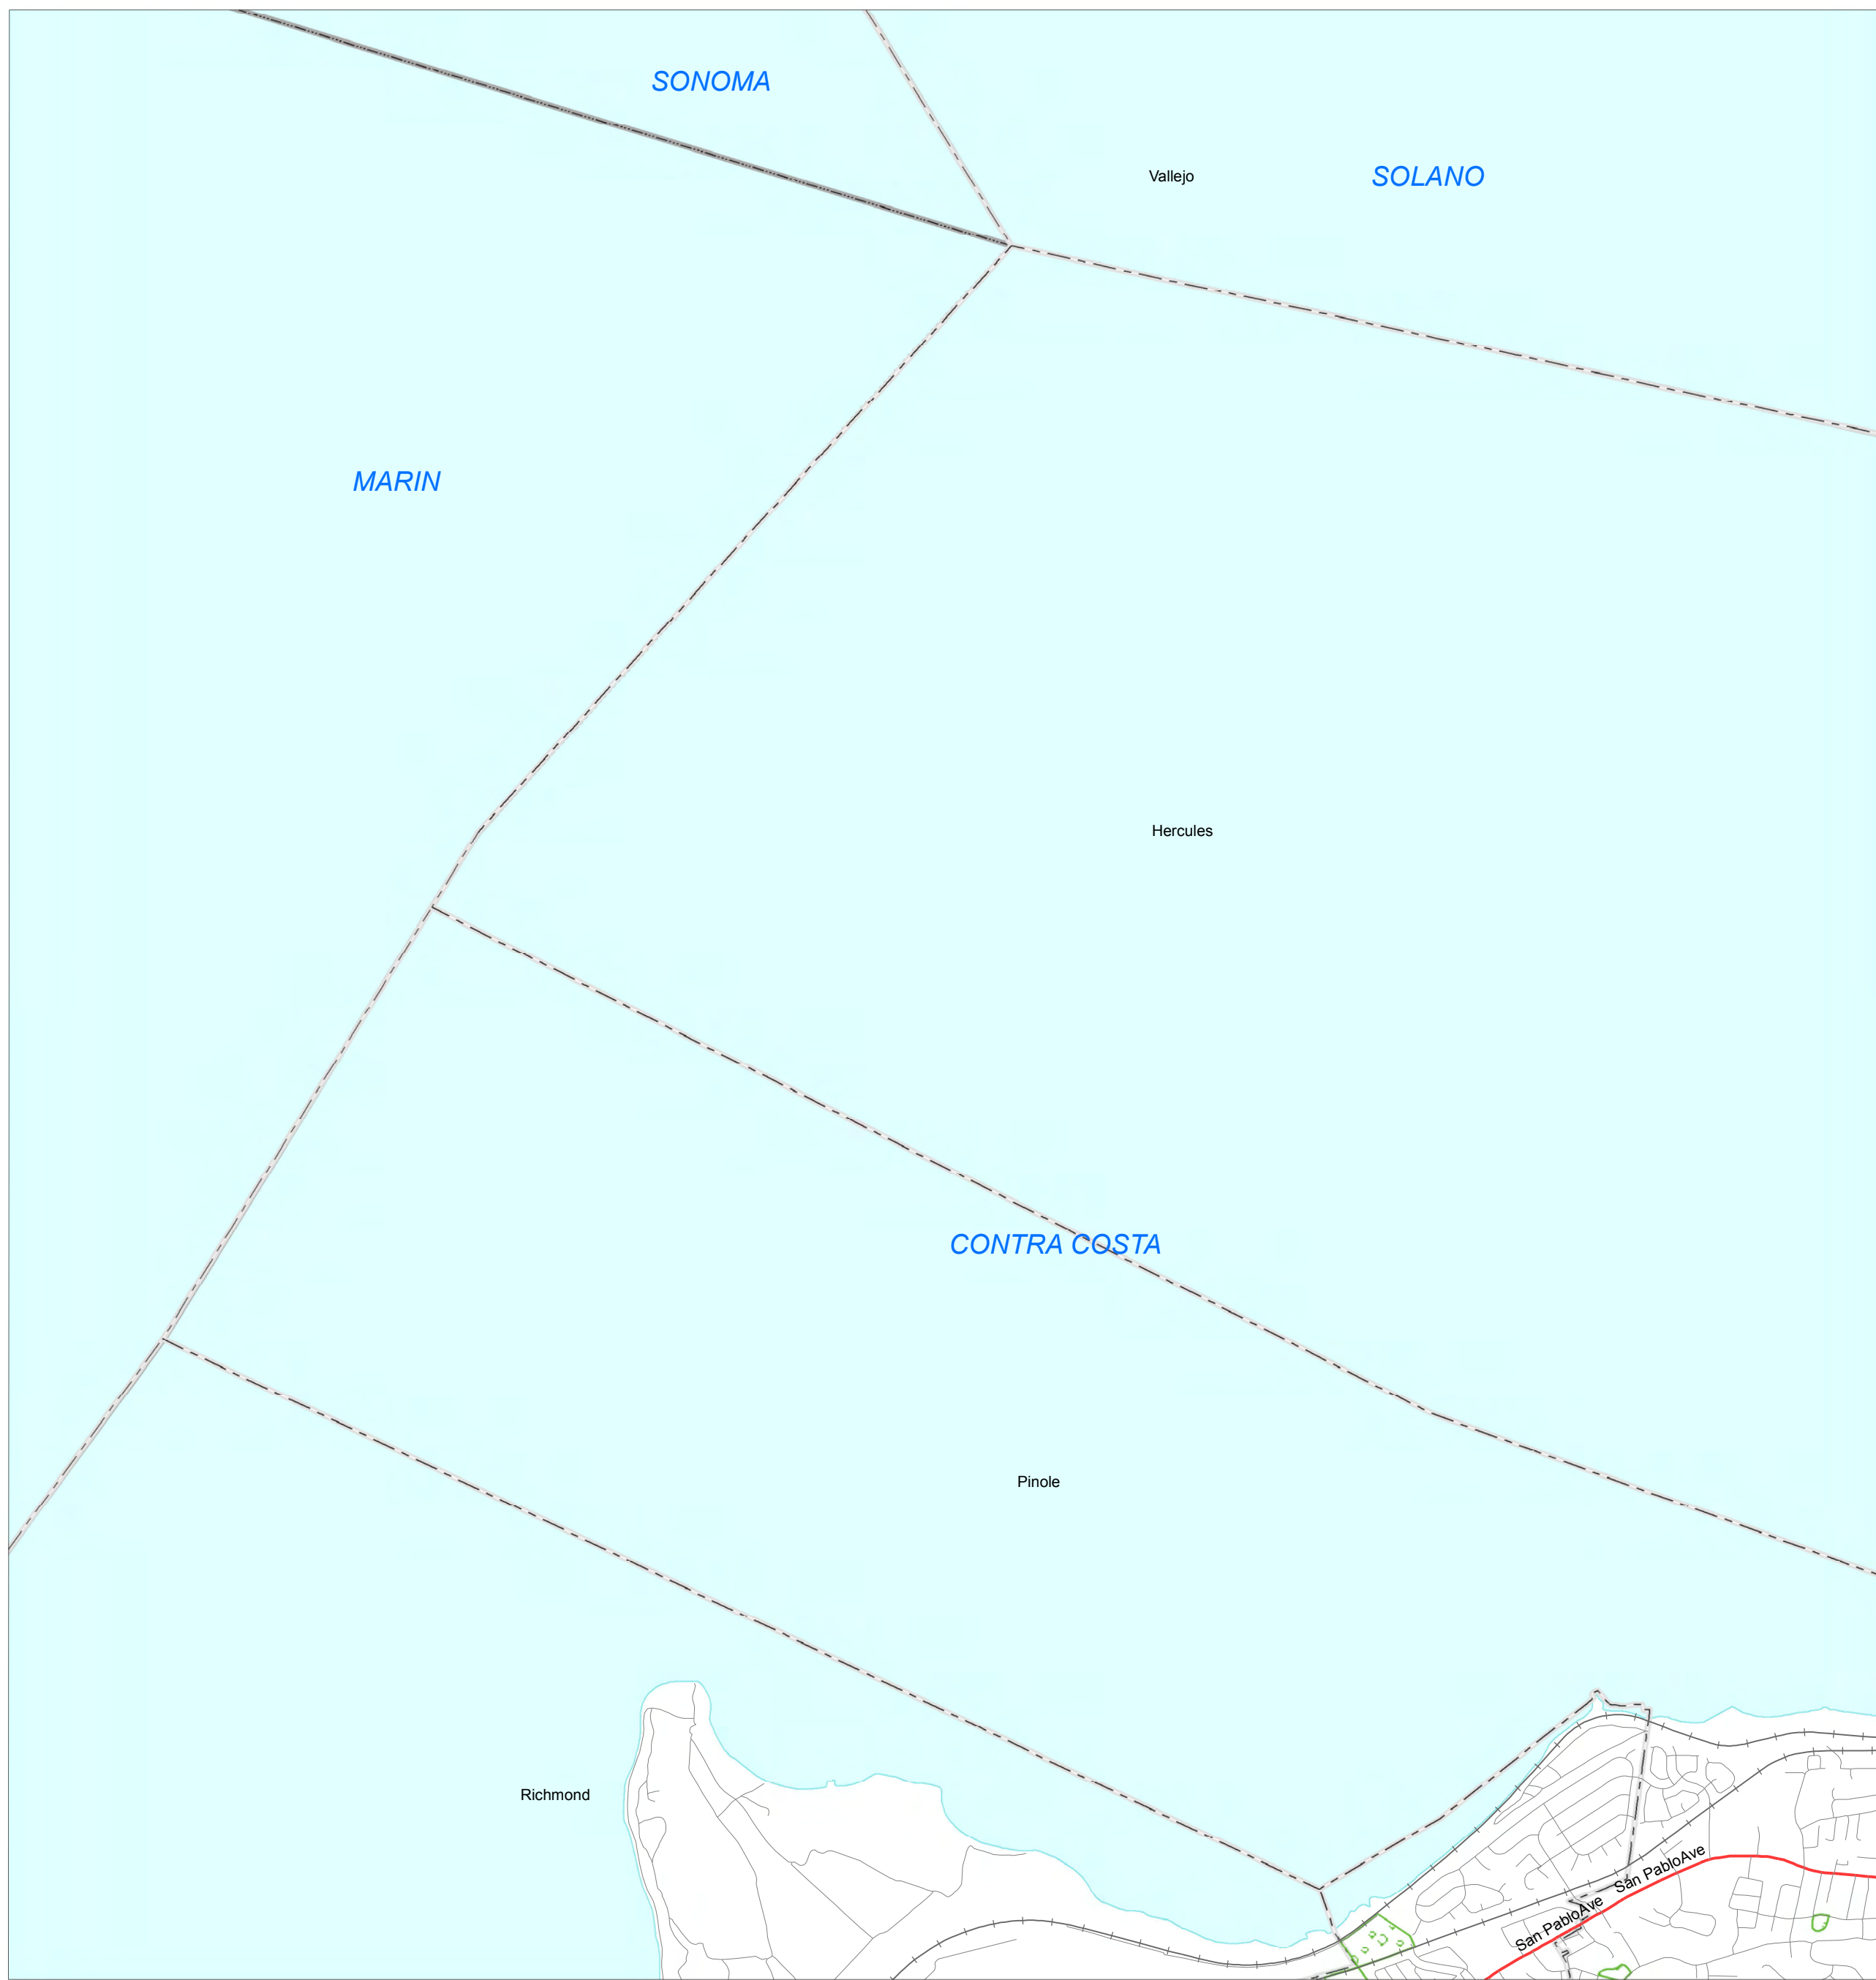 SONOMA
Vallejo
SOLANO
MARIN
Hercules
CONTRA COSTA
Pinole
Richmond
San PabloAve
San PabloAve